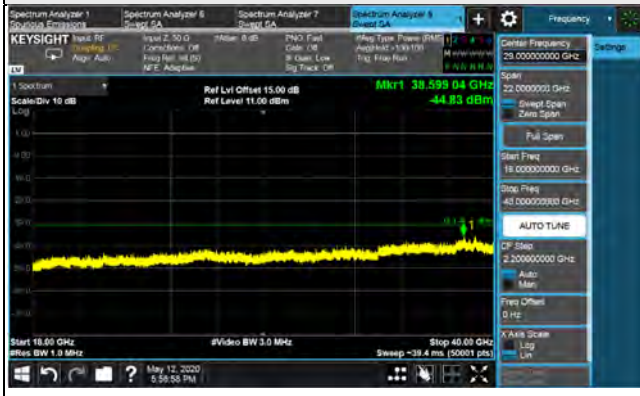 Spectrum Analyzer 1
Spurious Emissions
Spectrum Analyzer 6
Swept SA
Spectrum Analyzer 7
Swept SA
Spectrum Analyzer 8
Swept SA
Frequency
KEYSIGHT
Input: RF
Align: Auto
Input Z: 50 Ω
Corrections: Off
Freq Ref: Int (S)
NFE: Adaptive
#Atten: 8 dB
PNO: Fast
Gate: Off
IF Gain: Low
Sig Track: Off
#Avg Type: Power (RMS)
Avg|Hold: >100/100
Trig: Free Run
1 Spectrum
Scale/Div 10 dB
Log
Ref Lvl Offset 15.00 dB
Ref Level 11.00 dBm
Mkr1 38.599 04 GHz
-44.83 dBm
1
Start 18.00 GHz
#Res BW 1.0 MHz
#Video BW 3.0 MHz
Stop 40.00 GHz
Sweep ~39.4 ms (50001 pts)
May 12, 2020
5:58:58 PM
Center Frequency
29.000000000 GHz
Settings
Span
22.0000000 GHz
Swept Span
Zero Span
Full Span
Start Freq
18.000000000 GHz
Stop Freq
40.000000000 GHz
AUTO TUNE
CF Step
2.200000000 GHz
Auto
Man
Freq Offset
0 Hz
X Axis Scale
Log
Lin